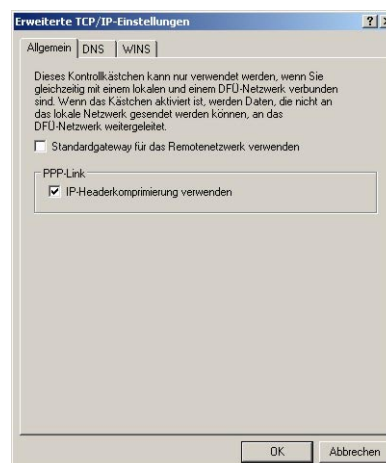 Erweiterte TCP/IP-Einstellungen
Allgemein DNS WINS
Dieses Kontrollkästchen kann nur verwendet werden, wenn Sie
gleichzeitig mit einem lokalen und einem DFÜ-Netzwerk verbunden
sind. Wenn das Kästchen aktiviert ist, werden Daten, die nicht an
das lokale Netzwerk gesendet werden können, an das
DFÜ-Netzwerk weitergeleitet.
Standardgateway für das Remotenetzwerk verwenden
PPP-Link
IP-Headerkomprimierung verwenden
OK Abbrechen